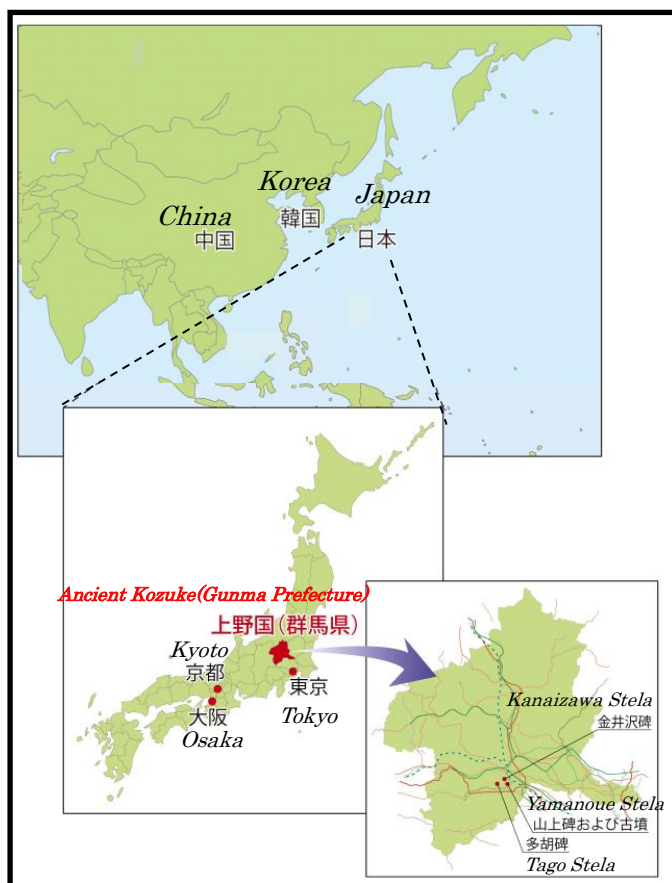 Korea
韓国
Japan
日本
China
中国
Ancient Kozuke(Gunma Prefecture)
上野国(群馬県)
Kyoto
京都
大阪
Osaka
東京
Tokyo
Kanaizawa Stela
金井沢碑
Yamanoue Stela
山上碑および古墳
多胡碑
Tago Stela